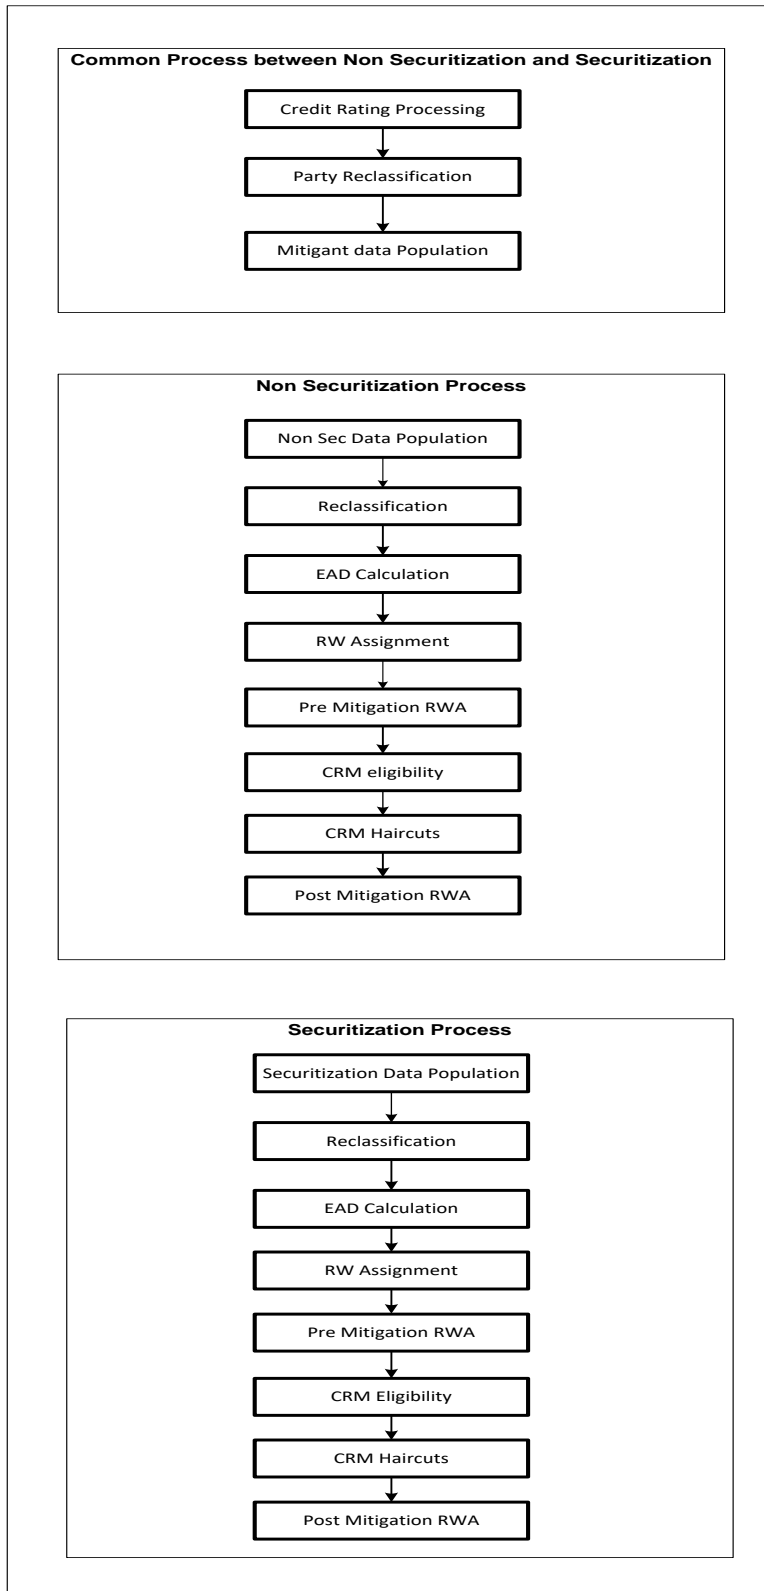 Common Process between Non Securitization and Securitization
Credit Rating Processing
Party Reclassification
Mitigant data Population
Non Securitization Process
Non Sec Data Population
Reclassification
EAD Calculation
RW Assignment
Pre Mitigation RWA
CRM eligibility
CRM Haircuts
Post Mitigation RWA
Securitization Process
Securitization Data Population
Reclassification
EAD Calculation
RW Assignment
Pre Mitigation RWA
CRM Eligibility
CRM Haircuts
Post Mitigation RWA